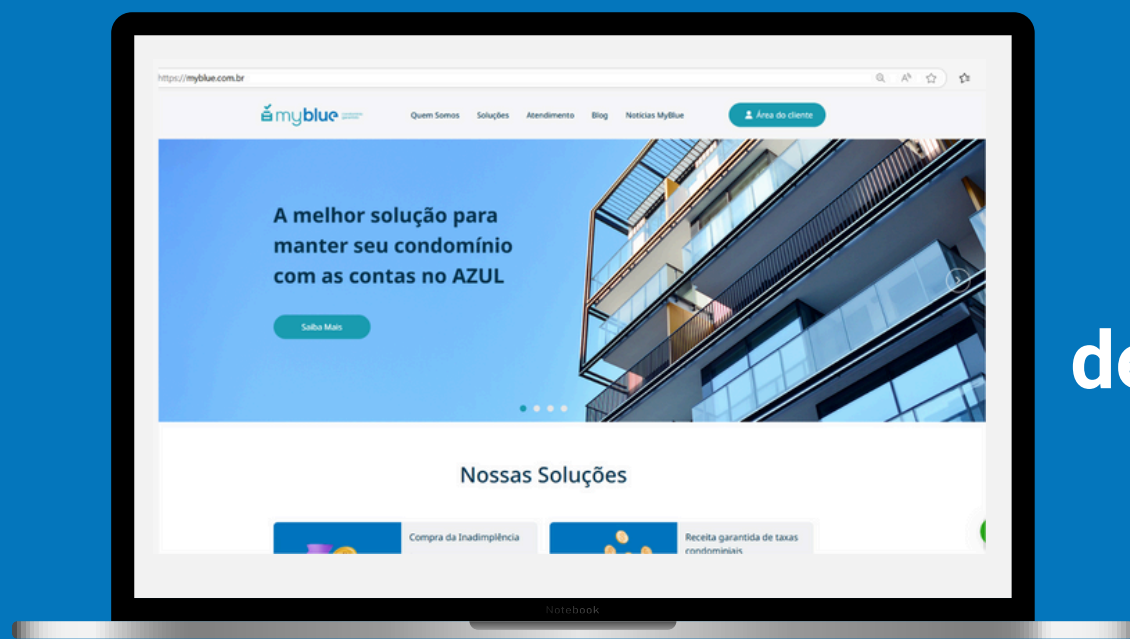 https://myblue.com.br
myblue
Quem Somos
Soluções
Atendimento
Blog
Notícias MyBlue
Área do cliente
A melhor solução para
manter seu condomínio
com as contas no AZUL
Saiba Mais
de
Nossas Soluções
Compra da Inadimplência
Receita garantida de taxas
condominiais
Notebook